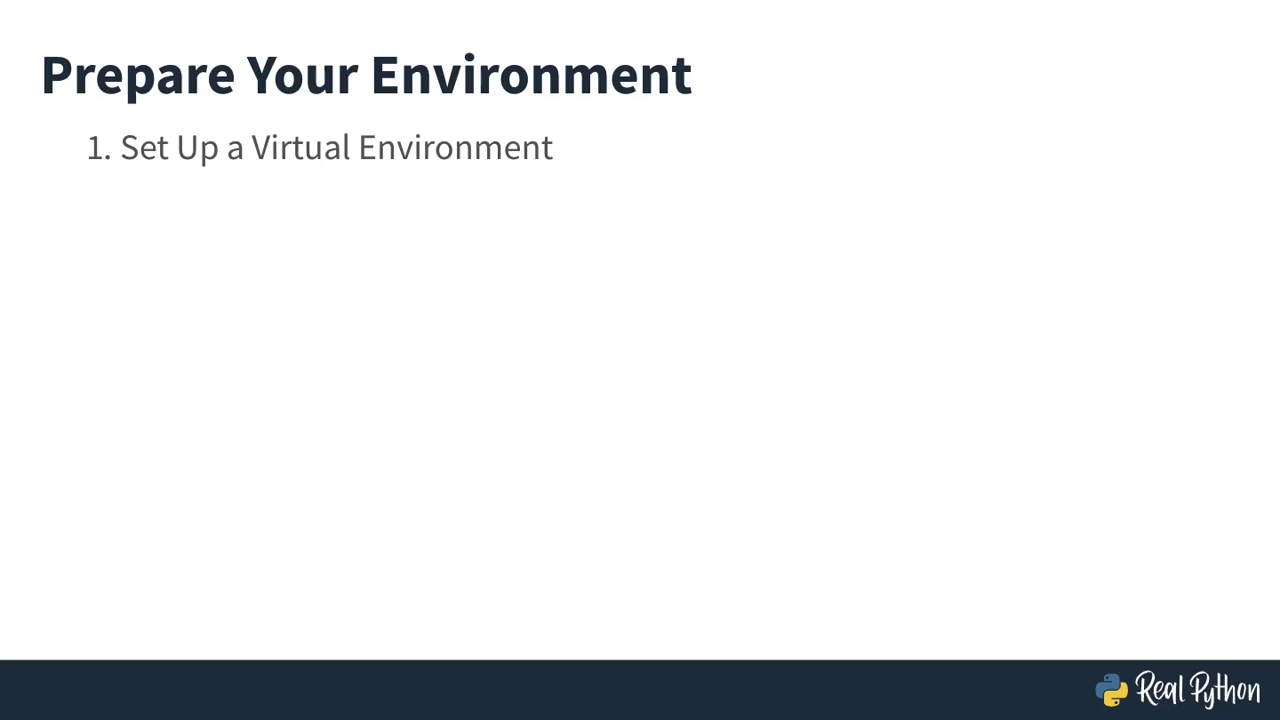 Prepare Your Environment
1. Set Up a Virtual Environment
Real Python